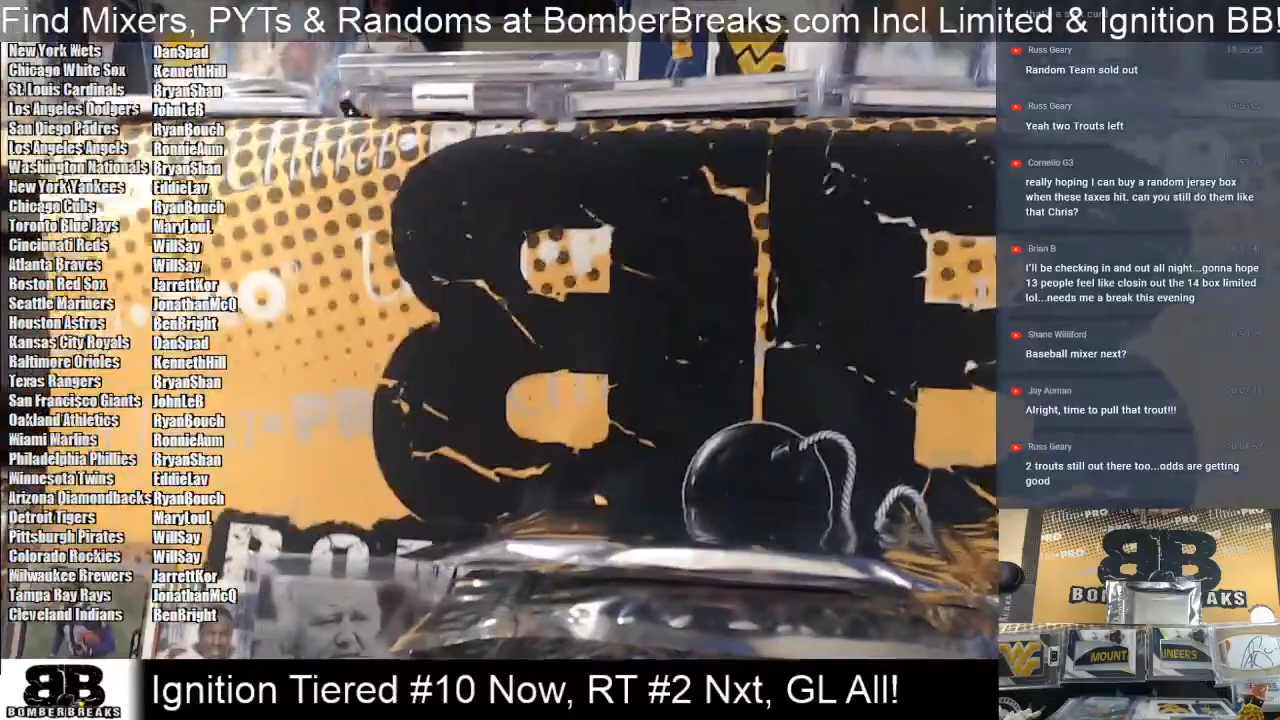 Find Mixers, PYTs & Randoms at BomberBreaks.com Incl Limited & Ignition BB!
New York Mets DanSpad
Chicago White Sox KennethHill
St. Louis Cardinals BryanShan
Los Angeles Dodgers JohnLeB
San Diego Padres RyanBouch
Los Angels Angels RonnieAum
Washington Nationals BryanShan
New York Yankees EddieLav
Chicago Cubs RyanBouch
Toronto Blue Jays MaryLouL
Cincinnati Reds WillSay
Atlanta Braves WillSay
Boston Red Sox JarrettKor
Seattle Mariners JonathanMcQ
Houston Astros BenBright
Kansas City Royals DanSpad
Baltimore Orioles KennethHill
Texas Rangers BryanShan
San Francisco Giants JohnLeB
Oakland Athletics RyanBouch
Miami Marlins RonnieAum
Philadelphia Phillies BryanShan
Minnesota Twins EddieLav
Arizona Diamondbacks RyanBouch
Detroit Tigers MaryLouL
Pittsburgh Pirates WillSay
Colorado Rockies WillSay
Milwaukee Brewers JarrettKor
Tampa Bay Rays JonathanMcQ
Cleveland Indians BenBright
Russ Geary
Random Team sold out
Russ Geary
Yeah two Trouts left
Cornelio G3
really hoping I can buy a random jersey box
when these taxes hit. can you still do them like
that Chris?
Brian B
I'll be checking in and out all night...gonna hope
13 people feel like closin out the 14 box limited
lol...needs me a break this evening
Shane Williford
Baseball mixer next?
Jay Auman
Alright, time to pull that trout!!!
Russ Geary
2 trouts still out there too...odds are getting
good
BB
MOUNT
AINEERS
BB
BOMBERBREAKS
Ignition Tiered #10 Now, RT #2 Nxt, GL All!